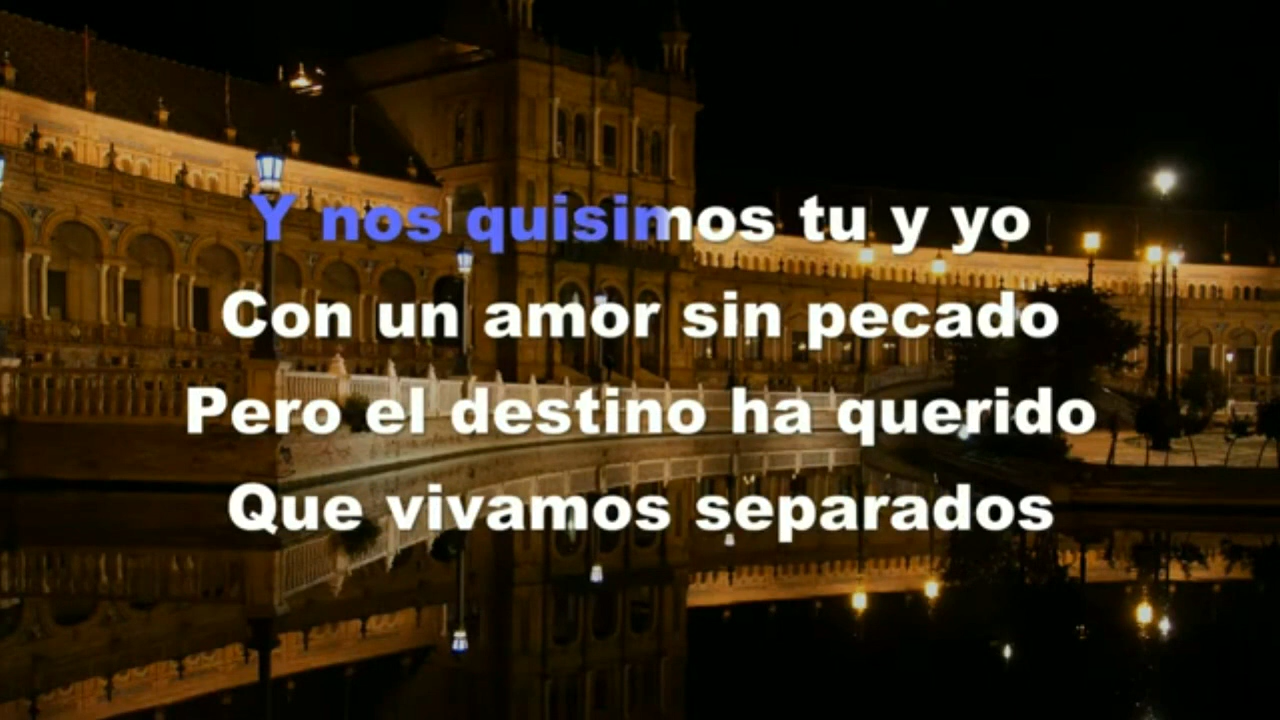 Y nos quisimos tu y yo
Con un amor sin pecado
Pero el destino ha querido
Que vivamos separados